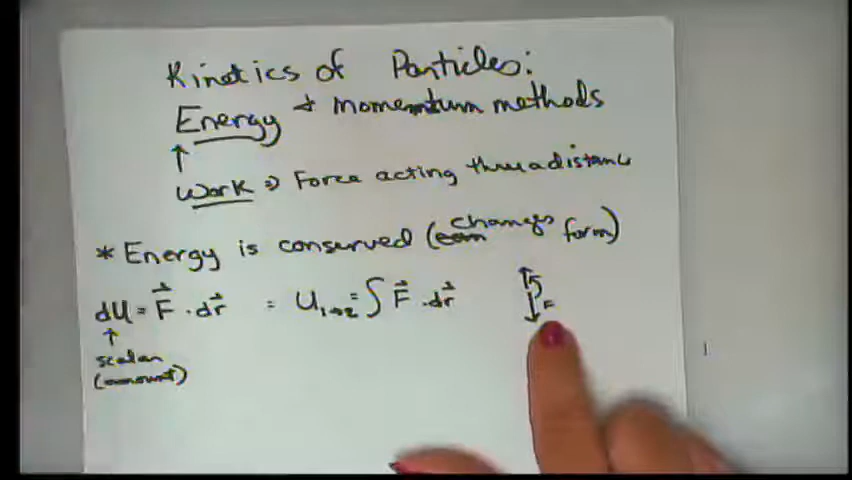 Kinetics of Particles:
Energy + momentum methods
↑
Work ⇒ Force acting thru a distance
* Energy is conserved (changes form)
dU = F⃗ · dr⃗ = U₁→₂ = ∫ F⃗ · dr⃗
↑
scalar
(amount)
F